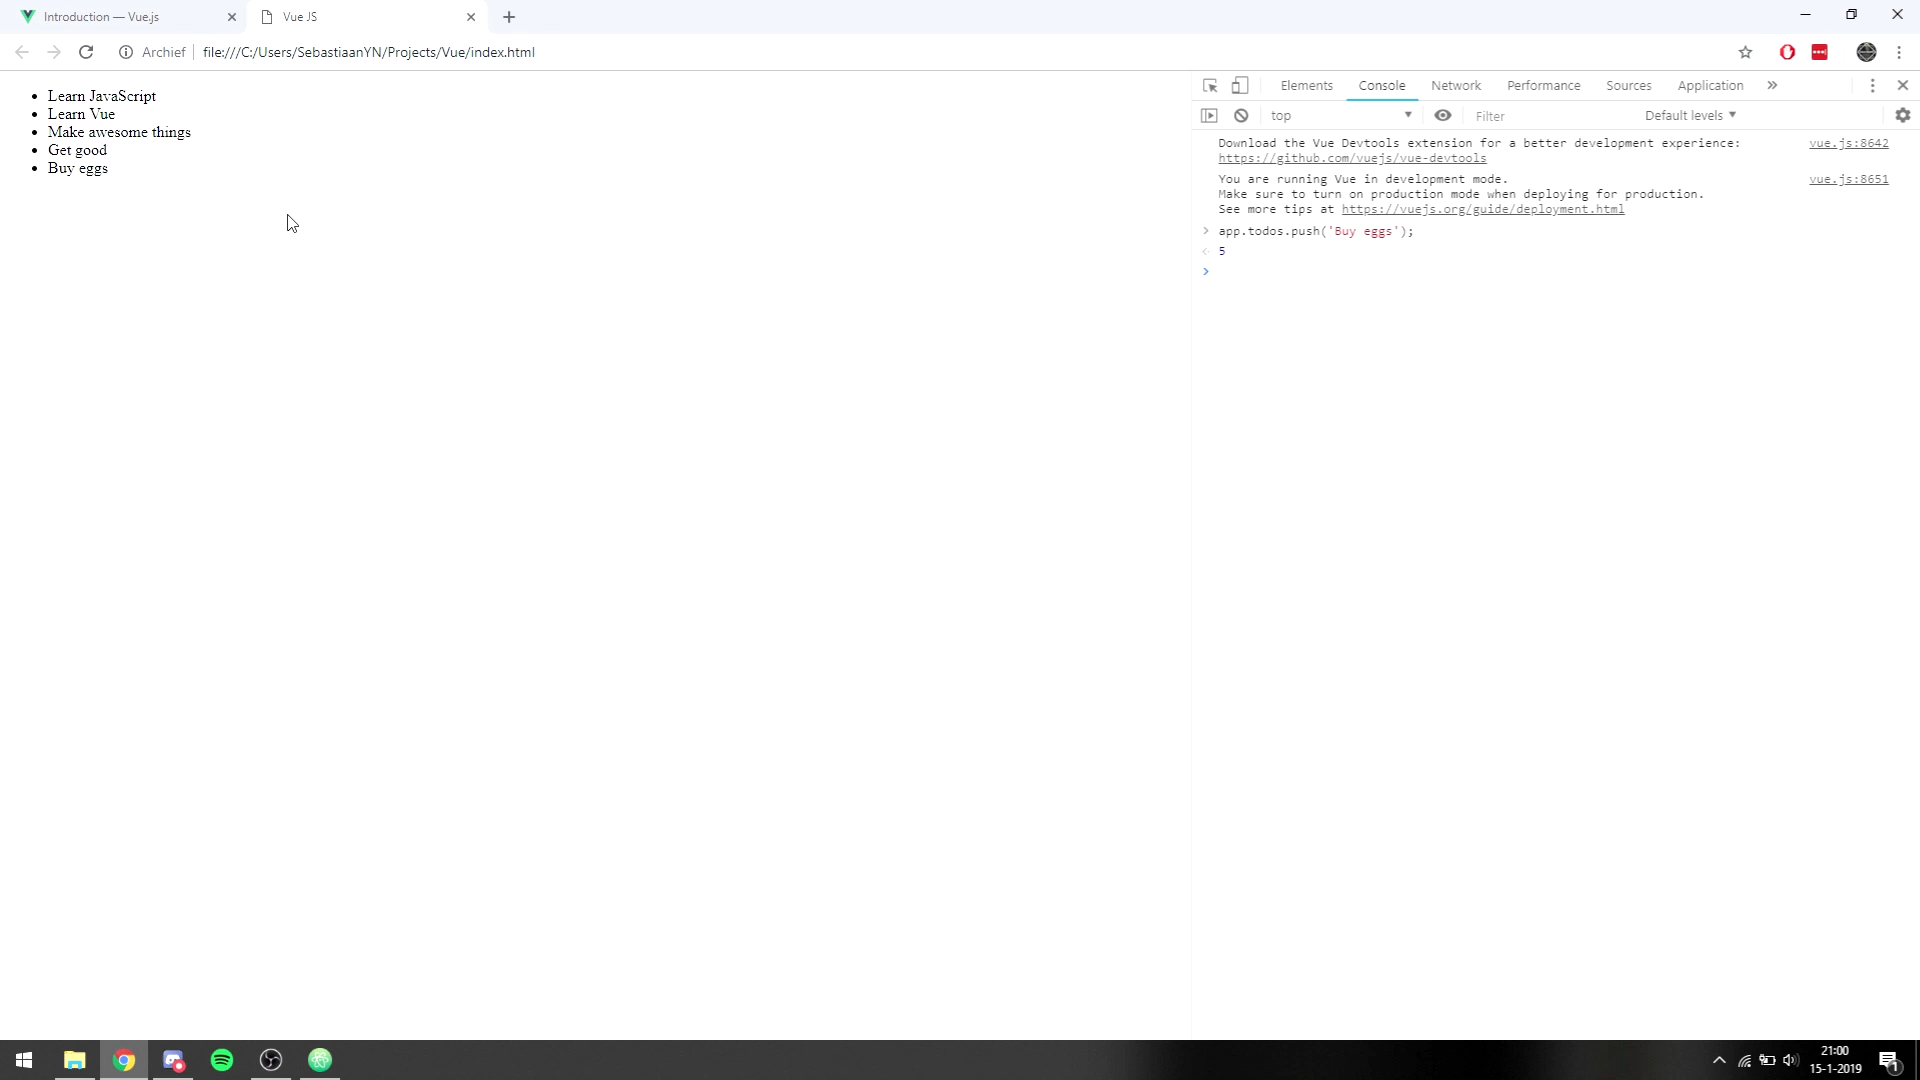 Introduction — Vue.js
Vue JS
Archief
file:///C:/Users/SebastiaanYN/Projects/Vue/index.html
Learn JavaScript
Learn Vue
Make awesome things
Get good
Buy eggs
Elements Console Network Performance Sources Application
top Filter Default levels
Download the Vue Devtools extension for a better development experience: vue.js:8642
https://github.com/vuejs/vue-devtools
You are running Vue in development mode. vue.js:8651
Make sure to turn on production mode when deploying for production.
See more tips at https://vuejs.org/guide/deployment.html
> app.todos.push('Buy eggs');
5
>
21:00
15-1-2019
1